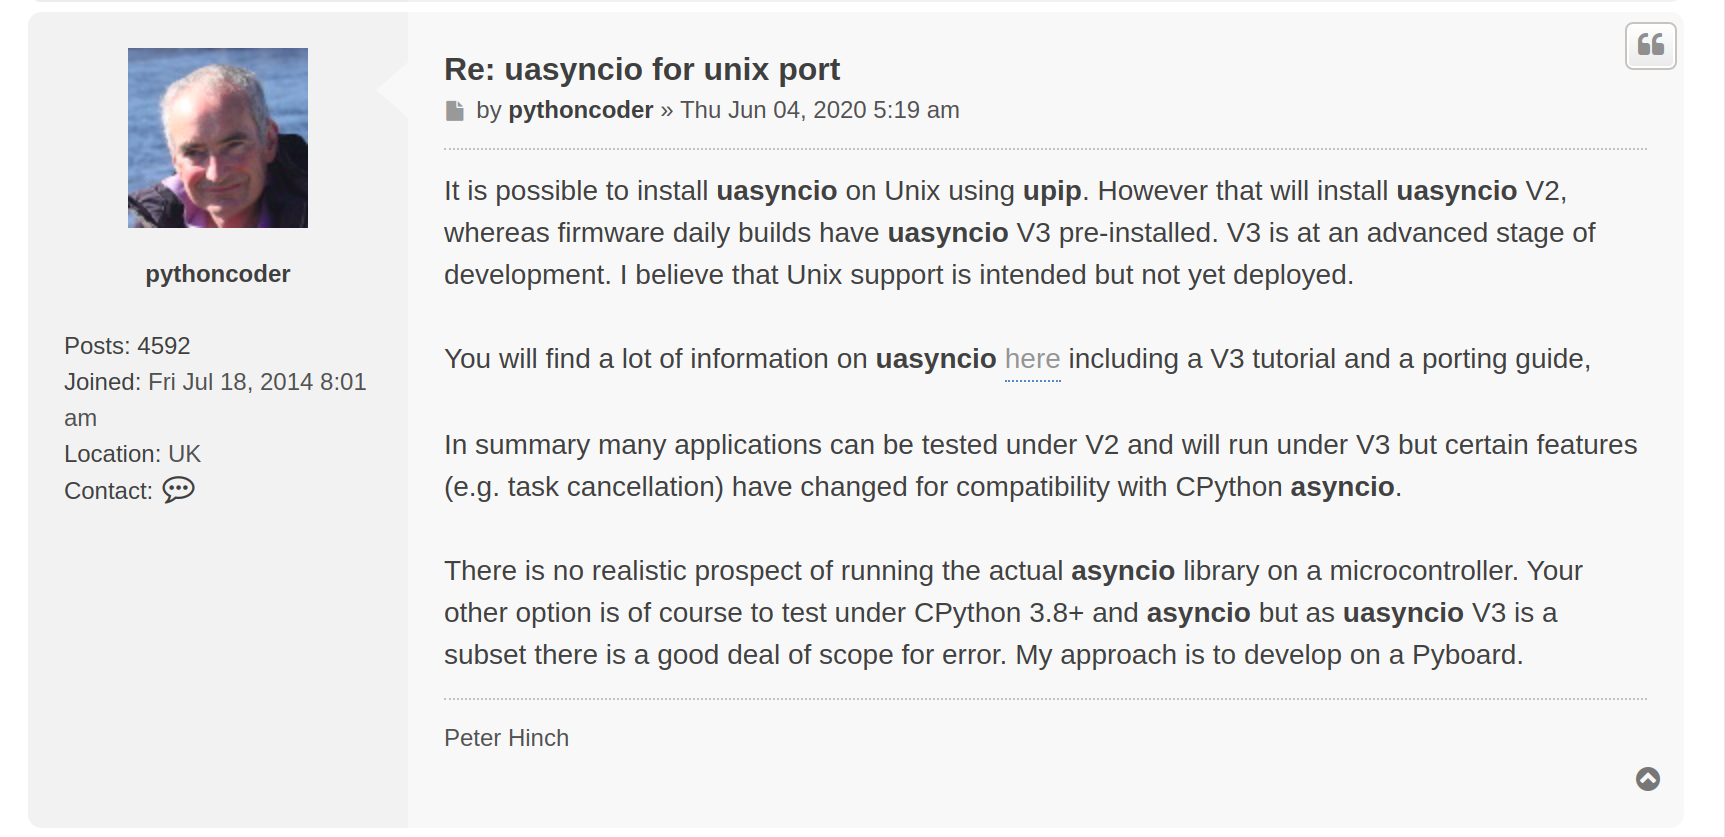 pythoncoder
Posts: 4592
Joined: Fri Jul 18, 2014 8:01
am
Location: UK
Contact:
Re: uasyncio for unix port
by pythoncoder » Thu Jun 04, 2020 5:19 am
It is possible to install uasyncio on Unix using upip. However that will install uasyncio V2,
whereas firmware daily builds have uasyncio V3 pre-installed. V3 is at an advanced stage of
development. I believe that Unix support is intended but not yet deployed.
You will find a lot of information on uasyncio here including a V3 tutorial and a porting guide,
In summary many applications can be tested under V2 and will run under V3 but certain features
(e.g. task cancellation) have changed for compatibility with CPython asyncio.
There is no realistic prospect of running the actual asyncio library on a microcontroller. Your
other option is of course to test under CPython 3.8+ and asyncio but as uasyncio V3 is a
subset there is a good deal of scope for error. My approach is to develop on a Pyboard.
Peter Hinch